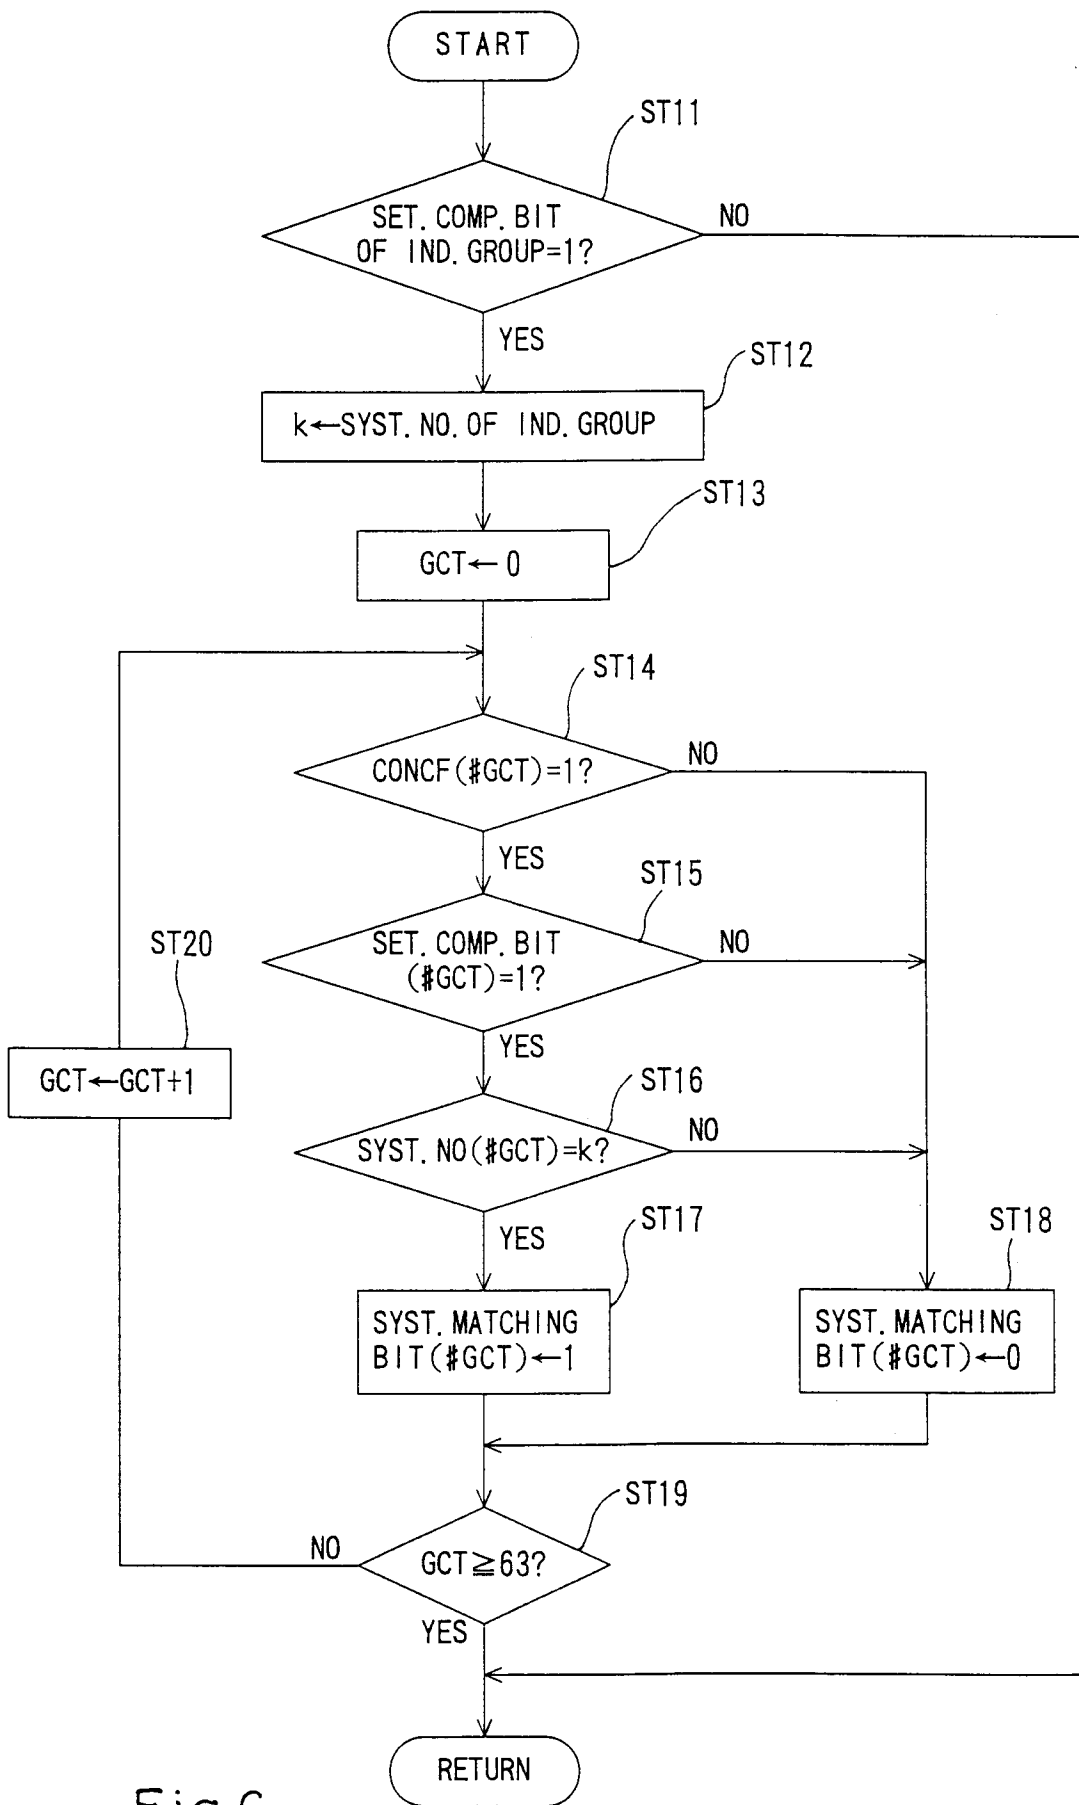 START
ST11
SET. COMP. BIT
OF IND. GROUP=1?
NO
YES
ST12
k←SYST. NO. OF IND. GROUP
ST13
GCT← 0
ST14
CONCF(#GCT)=1?
NO
YES
ST15
SET. COMP. BIT
(#GCT)=1?
NO
ST20
YES
GCT←GCT+1
ST16
SYST. NO(#GCT)=k?
NO
YES
ST17
ST18
SYST. MATCHING
BIT(#GCT)←1
SYST. MATCHING
BIT(#GCT)←0
ST19
NO
GCT≧63?
YES
RETURN